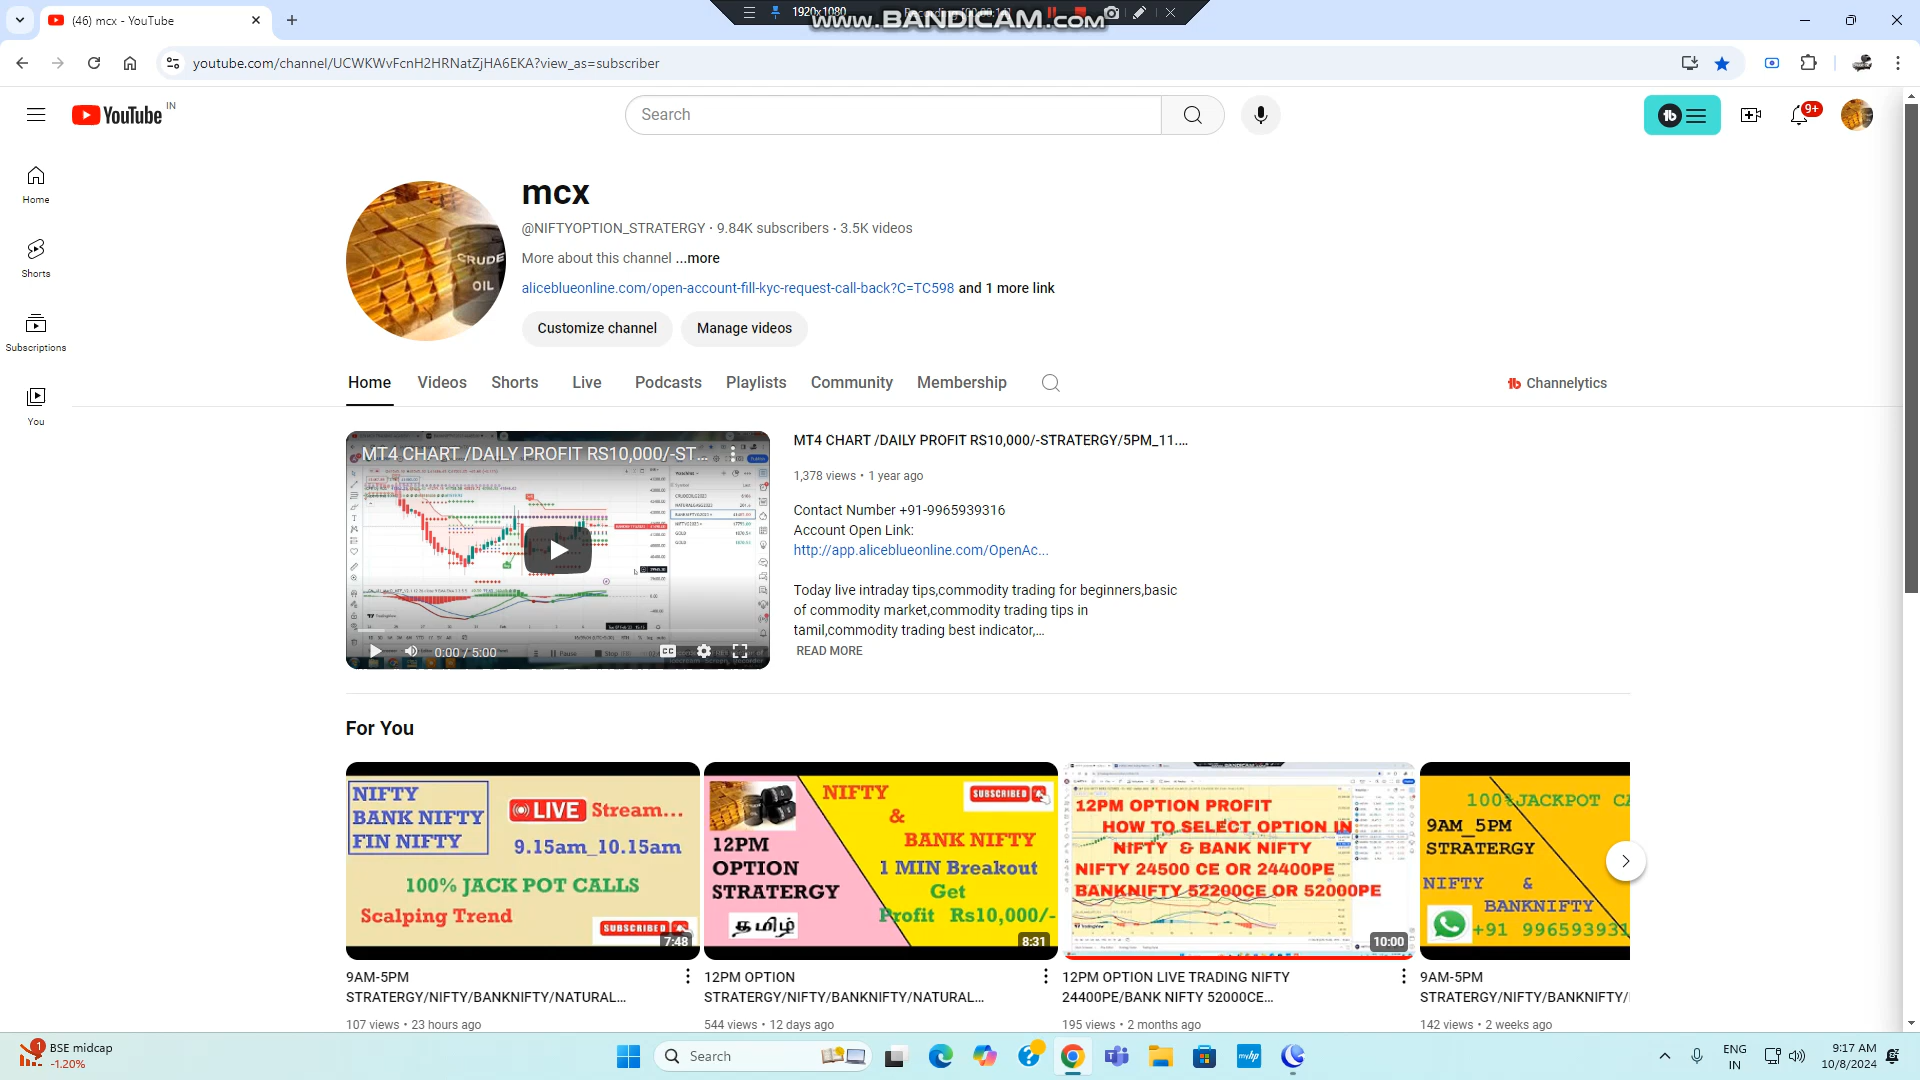 (46) mcx - YouTube
1920x1080
www.BANDICAM.com
youtube.com/channel/UCWKWvFcnH2HRNatZjHA6EKA?view_as=subscriber
YouTube IN
Search
9+
Home
Shorts
Subscriptions
You
CRUDE
OIL
mcx
@NIFTYOPTION_STRATERGY · 9.84K subscribers · 3.5K videos
More about this channel ...more
aliceblueonline.com/open-account-fill-kyc-request-call-back?C=TC598 and 1 more link
Customize channel
Manage videos
Home Videos Shorts Live Podcasts Playlists Community Membership
Channelytics
MT4 CHART /DAILY PROFIT RS10,000/-ST...
0:00 / 5:00
MT4 CHART /DAILY PROFIT RS10,000/-STRATERGY/5PM_11....
1,378 views · 1 year ago
Contact Number +91-9965939316
Account Open Link:
http://app.aliceblueonline.com/OpenAc...
Today live intraday tips,commodity trading for beginners,basic
of commodity market,commodity trading tips in
tamil,commodity trading best indicator,...
READ MORE
For You
NIFTY
BANK NIFTY
FIN NIFTY
LIVE Stream...
9.15am_10.15am
100% JACK POT CALLS
Scalping Trend
SUBSCRIBED
7:48
12PM
OPTION
STRATERGY
தமிழ்
NIFTY
&
BANK NIFTY
1 MIN Breakout
Get
Profit Rs10,000/-
SUBSCRIBED
8:31
12PM OPTION PROFIT
HOW TO SELECT OPTION IN
NIFTY & BANK NIFTY
NIFTY 24500 CE OR 24400PE
BANKNIFTY 52200CE OR 52000PE
10:00
100%JACKPOT CA
9AM_5PM
STRATERGY
NIFTY &
BANKNIFTY
+91 996593931
9AM-5PM
STRATERGY/NIFTY/BANKNIFTY/NATURAL...
107 views · 23 hours ago
12PM OPTION
STRATERGY/NIFTY/BANKNIFTY/NATURAL...
544 views · 12 days ago
12PM OPTION LIVE TRADING NIFTY
24400PE/BANK NIFTY 52000CE...
195 views · 2 months ago
9AM-5PM
STRATERGY/NIFTY/BANKNIFTY/
142 views · 2 weeks ago
1
BSE midcap
-1.20%
Search
ENG
IN
9:17 AM
10/8/2024